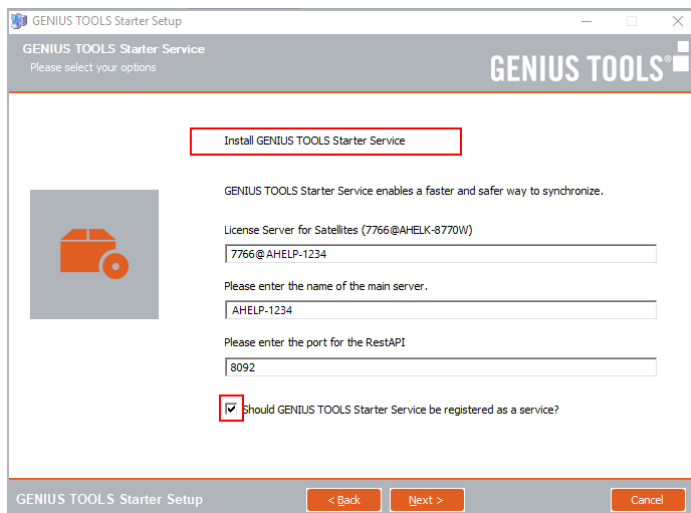 GENIUS TOOLS Starter Setup
GENIUS TOOLS Starter Service
Please select your options
GENIUS TOOLS®
Install GENIUS TOOLS Starter Service
GENIUS TOOLS Starter Service enables a faster and safer way to synchronize.
License Server for Satellites (7766@AHELK-8770W)
7766@AHELP-1234
Please enter the name of the main server.
AHELP-1234
Please enter the port for the RestAPI
8092
Should GENIUS TOOLS Starter Service be registered as a service?
GENIUS TOOLS Starter Setup
< Back
Next >
Cancel